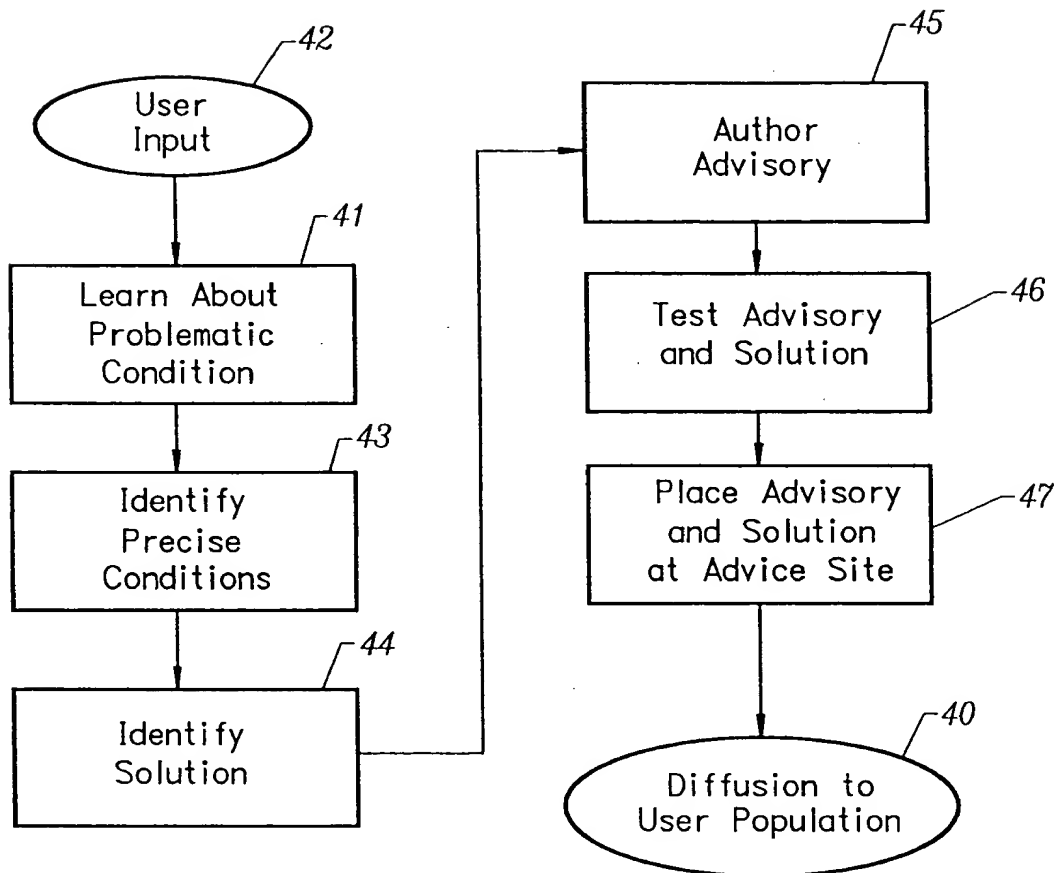 42
User
Input
41
Learn About
Problematic
Condition
43
Identify
Precise
Conditions
44
Identify
Solution
45
Author
Advisory
46
Test Advisory
and Solution
47
Place Advisory
and Solution
at Advice Site
40
Diffusion to
User Population